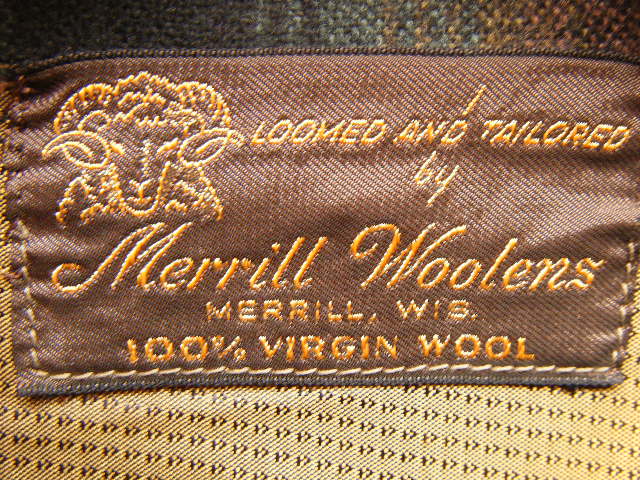 LOOMED AND TAILORED
by
Merrill Woolens
MERRILL, WIS.
100% VIRGIN WOOL